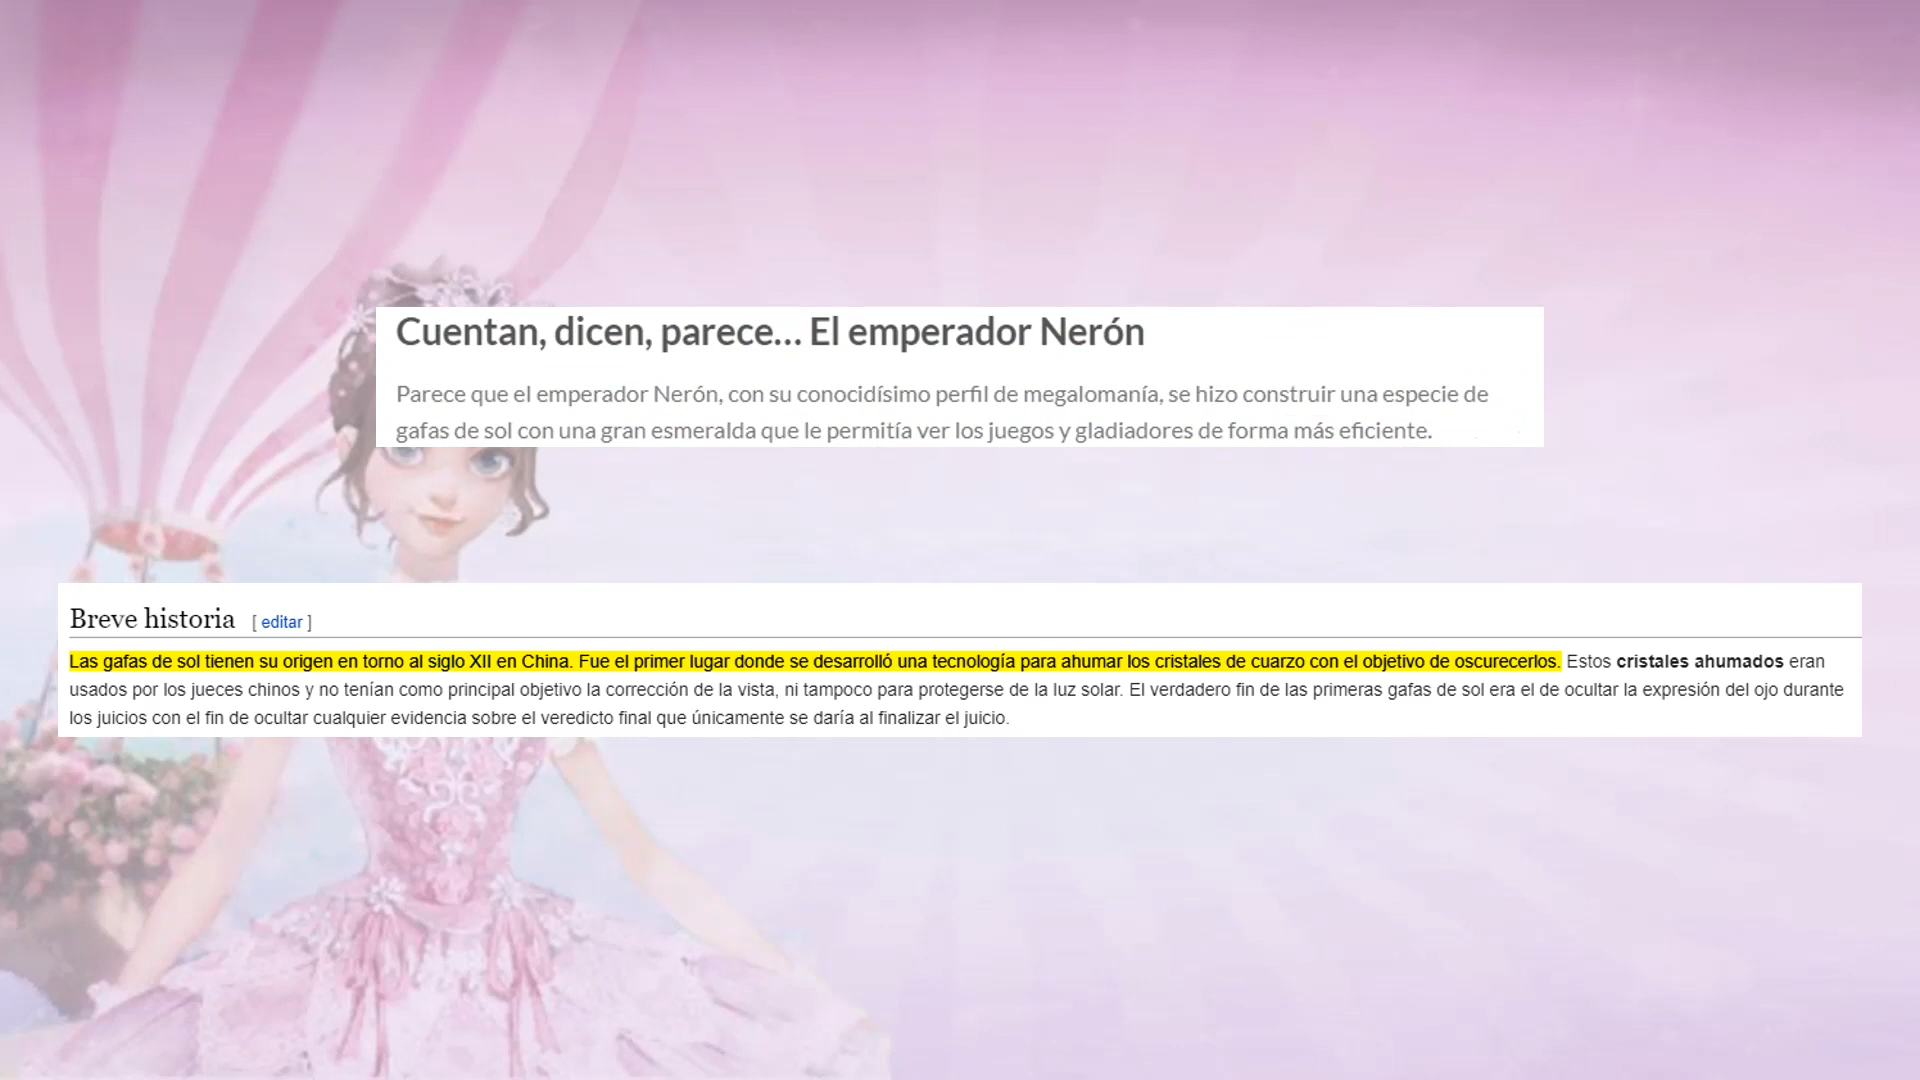 Cuentan, dicen, parece... El emperador Nerón
Parece que el emperador Nerón, con su conocidísimo perfil de megalomanía, se hizo construir una especie de
gafas de sol con una gran esmeralda que le permitía ver los juegos y gladiadores de forma más eficiente.
Breve historia [ editar ]
Las gafas de sol tienen su origen en torno al siglo XII en China. Fue el primer lugar donde se desarrolló una tecnología para ahumar los cristales de cuarzo con el objetivo de oscurecerlos. Estos cristales ahumados eran
usados por los jueces chinos y no tenían como principal objetivo la corrección de la vista, ni tampoco para protegerse de la luz solar. El verdadero fin de las primeras gafas de sol era el de ocultar la expresión del ojo durante
los juicios con el fin de ocultar cualquier evidencia sobre el veredicto final que únicamente se daría al finalizar el juicio.